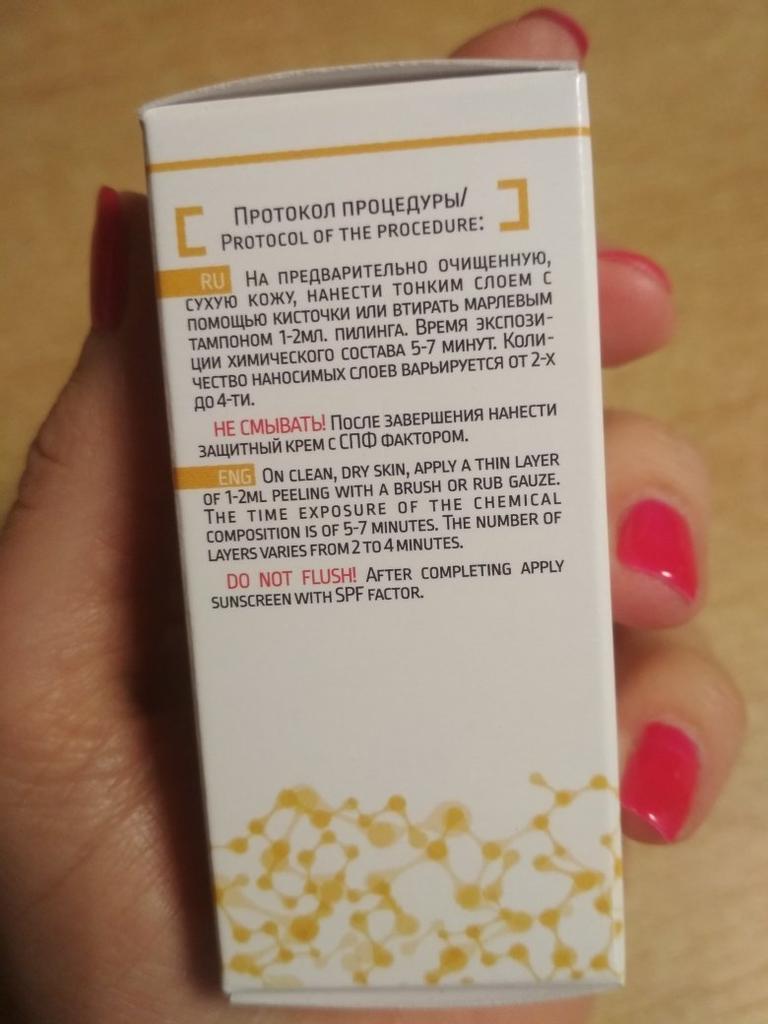 Протокол процедуры/
Protocol of the procedure:
RU На предварительно очищенную,
сухую кожу, нанести тонким слоем с
помощью кисточки или втирать марлевым
тампоном 1-2мл. пилинга. Время экспози-
ции химического состава 5-7 минут. Коли-
чество наносимых слоев варьируется от 2-х
до 4-ти.
НЕ СМЫВАТЬ! После завершения нанести
защитный крем с СПФ фактором.
ENG On clean, dry skin, apply a thin layer
of 1-2ml peeling with a brush or rub gauze.
The time exposure of the chemical
composition is of 5-7 minutes. The number of
layers varies from 2 to 4 minutes.
DO NOT FLUSH! After completing apply
sunscreen with SPF factor.